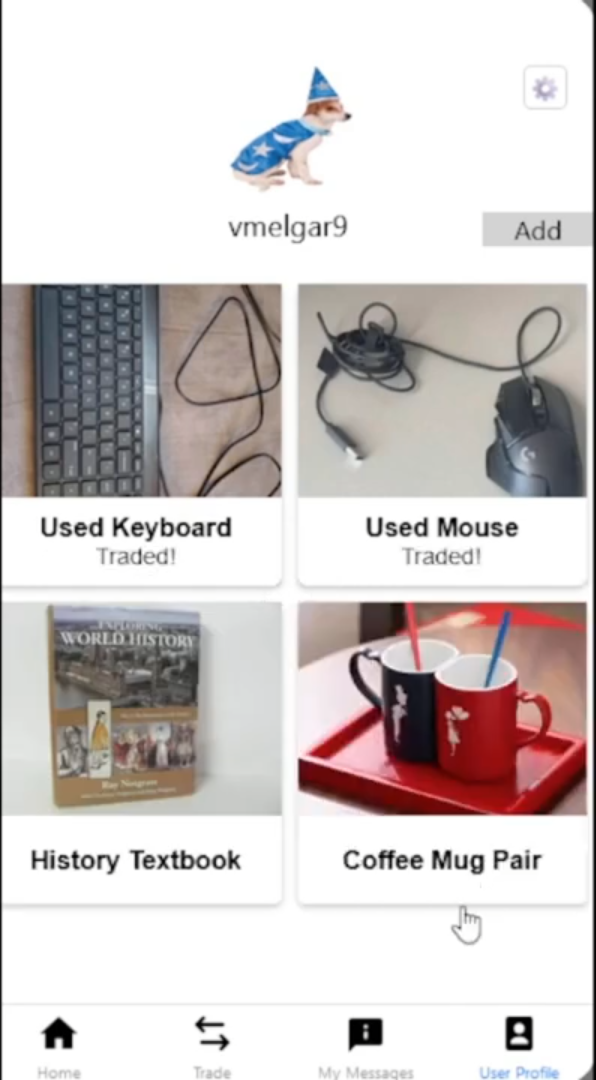 vmelgar9
Add
Used Keyboard
Traded!
Used Mouse
Traded!
EXPLORING
WORLD HISTORY
Ray Notgrass
History Textbook
Coffee Mug Pair
Home
Trade
My Messages
User Profile